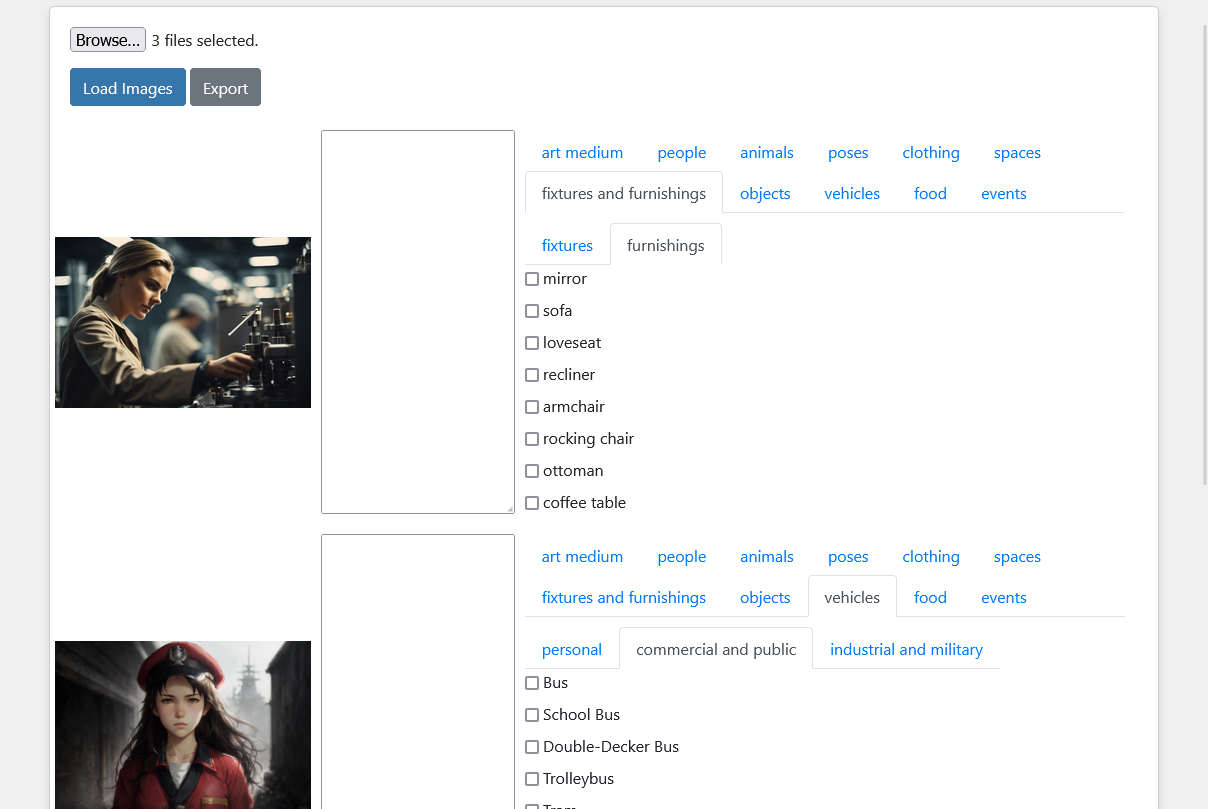 Browse... 3 files selected.
Load Images Export
art medium people animals poses clothing spaces
fixtures and furnishings objects vehicles food events
fixtures furnishings
mirror
sofa
loveseat
recliner
armchair
rocking chair
ottoman
coffee table
art medium people animals poses clothing spaces
fixtures and furnishings objects vehicles food events
personal commercial and public industrial and military
Bus
School Bus
Double-Decker Bus
Trolleybus